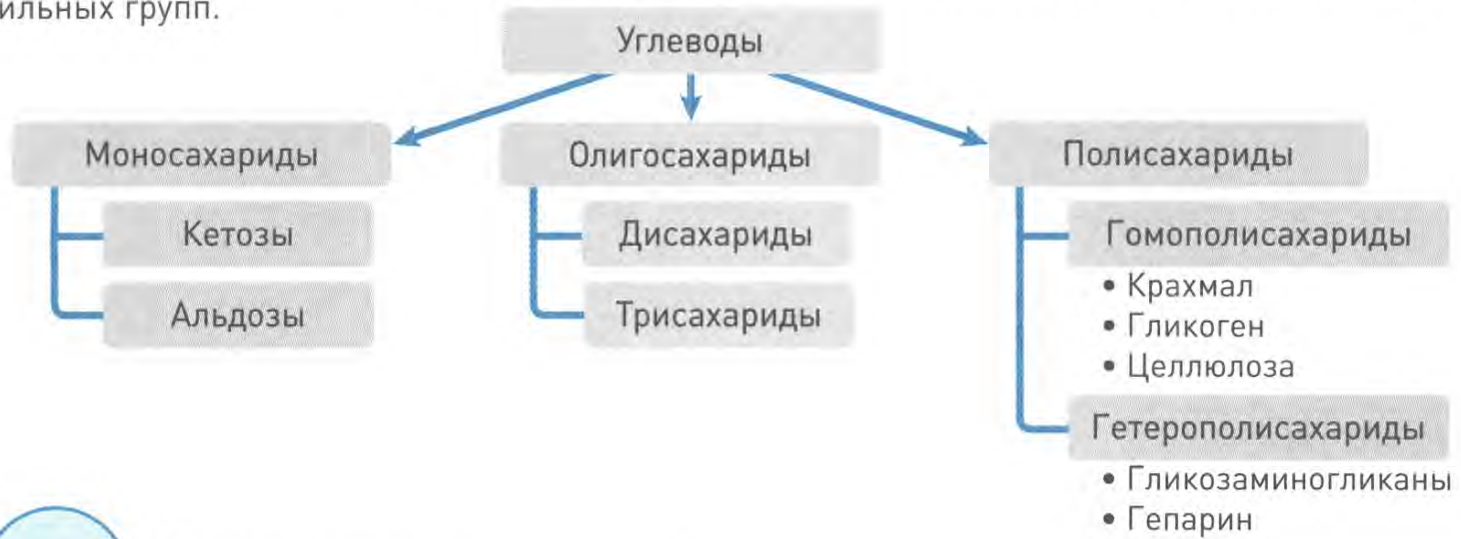 ильных групп.
Углеводы
Моносахариды
Кетозы
Альдозы
Олигосахариды
Дисахариды
Трисахариды
Полисахариды
Гомополисахариды
• Крахмал
• Гликоген
• Целлюлоза
Гетерополисахариды
• Гликозаминогликаны
• Гепарин